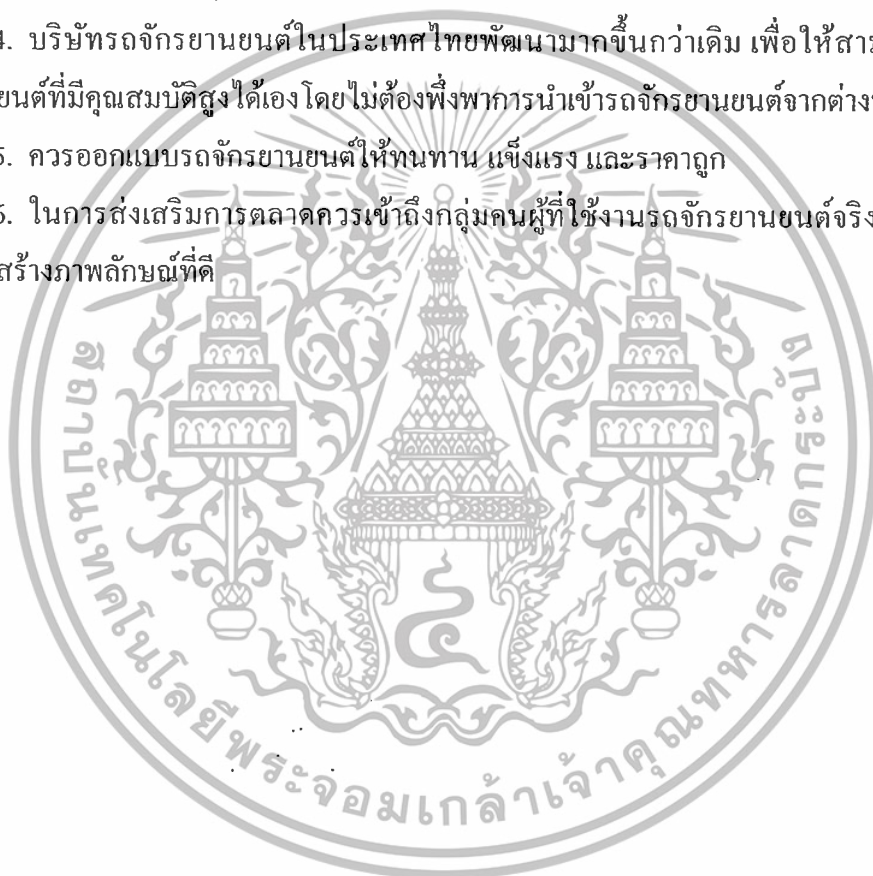 4. บริษัทรถจักรยานยนต์ในประเทศไทยพัฒนามากขึ้นกว่าเดิม เพื่อให้
ยนต์ที่มีคุณสมบัติสูงได้เองโดยไม่ต้องพึ่งพาการนำเข้ารถจักรยานยนต์จาก
5. ควรออกแบบรถจักรยานยนต์ให้ทนทาน แข็งแรง และราคาถูก
6. ในการส่งเสริมการตลาดควรเข้าถึงกลุ่มคนผู้ที่ใช้งานรถจักรยานยนต์จริง
สร้างภาพลักษณ์ที่ดี
สถาบันเทคโนโลยีพระจอมเกล้าเจ้าคุณทหารลาดกระบัง
๔